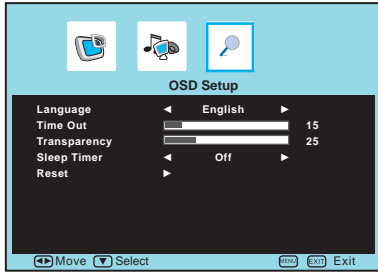 OSD Setup
Language ◄ English ►
Time Out 15
Transparency 25
Sleep Timer ◄ Off ►
Reset ►
◄► Move ▼ Select MENU EXIT Exit